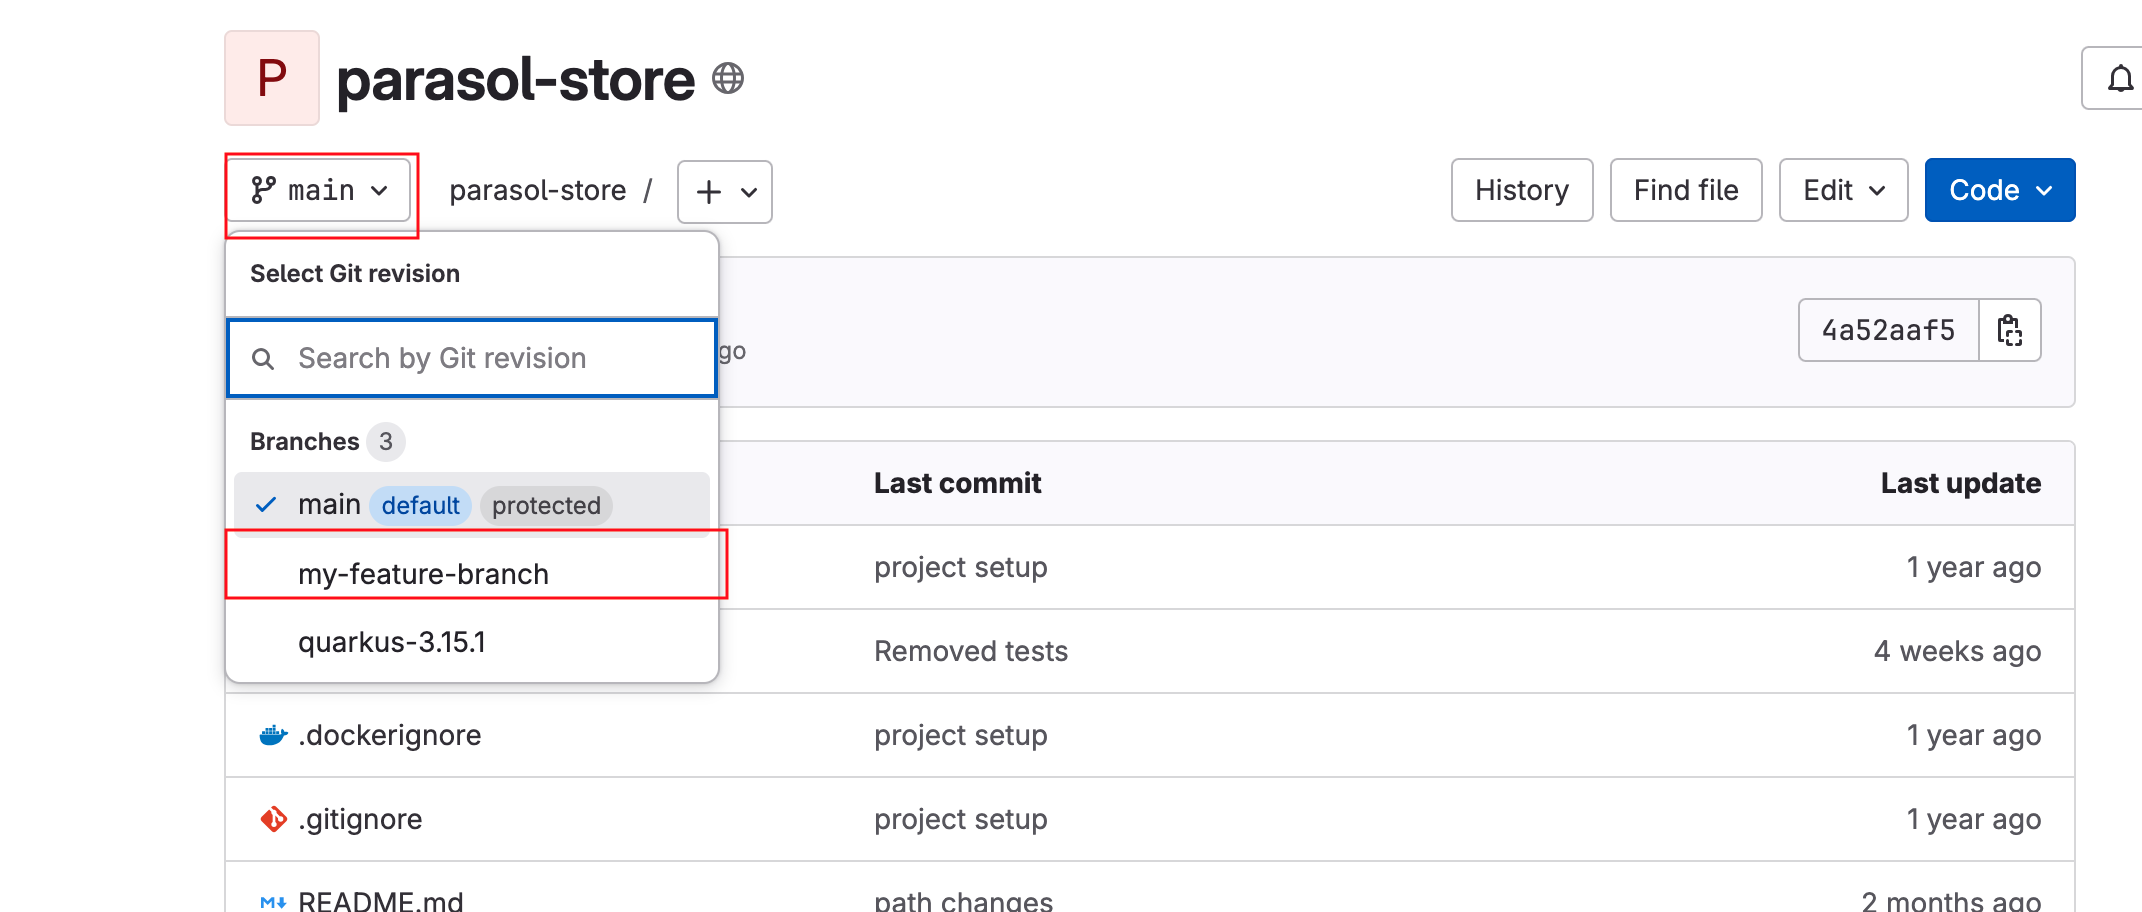 P
parasol-store
main
parasol-store /
History
Find file
Edit
Code
Select Git revision
Search by Git revision
go
4a52aaf5
Branches 3
main default protected
my-feature-branch
quarkus-3.15.1
Last commit
Last update
project setup
1 year ago
Removed tests
4 weeks ago
.dockerignore
project setup
1 year ago
.gitignore
project setup
1 year ago
README.md
path changes
2 months ago